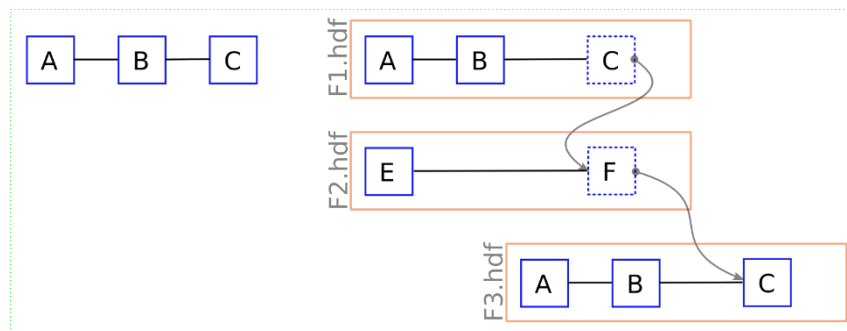 A B C
F1.hdf
A B C
F2.hdf
E F
F3.hdf
A B C